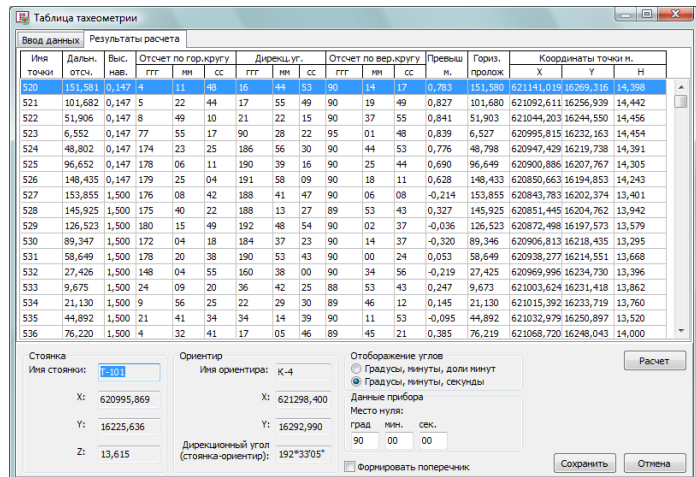 Таблица тахеометрии
Ввод данных Результаты расчета
Имя точки Дальн. отсч. Выс. нав. Отсчет по гор.кругу Дирекц.уг. Отсчет по вер.кругу Превыш м. Гориз. пролож Координаты точки м.
ггг мм сс ггг мм сс ггг мм сс X Y H
520 151,581 0,147 4 11 48 16 44 53 90 14 17 0,783 151,580 621141,019 16269,316 14,398
521 101,682 0,147 5 22 44 17 55 49 90 19 49 0,827 101,680 621092,611 16256,939 14,442
522 51,906 0,147 8 49 10 21 22 15 90 37 55 0,841 51,903 621044,203 16244,550 14,456
523 6,552 0,147 77 55 17 90 28 22 95 01 48 0,839 6,527 620995,815 16232,163 14,454
524 48,802 0,147 174 23 25 186 56 30 90 44 53 0,776 48,798 620947,429 16219,738 14,391
525 96,652 0,147 178 06 11 190 39 16 90 25 44 0,690 96,649 620900,886 16207,767 14,305
526 148,435 0,147 179 25 04 191 58 09 90 18 11 0,628 148,433 620850,663 16194,853 14,243
527 153,855 1,500 176 08 42 188 41 47 90 06 08 -0,214 153,855 620843,783 16202,374 13,401
528 145,925 1,500 175 40 22 188 13 27 89 53 43 0,327 145,925 620851,445 16204,762 13,942
529 126,523 1,500 180 15 49 192 48 54 90 02 37 -0,036 126,523 620872,498 16197,573 13,579
530 89,347 1,500 172 04 18 184 37 23 90 14 37 -0,320 89,346 620906,813 16218,435 13,295
531 58,649 1,500 178 20 38 190 53 43 90 00 24 0,053 58,649 620938,277 16214,551 13,668
532 27,426 1,500 148 04 55 160 38 00 90 34 56 -0,219 27,425 620969,996 16234,730 13,396
533 9,675 1,500 24 09 20 36 42 25 88 53 43 0,247 9,673 621003,624 16231,418 13,862
534 21,130 1,500 9 56 25 22 29 30 89 46 12 0,145 21,130 621015,392 16233,719 13,760
535 44,892 1,500 21 41 34 34 14 39 90 11 53 -0,095 44,892 621032,979 16250,897 13,520
536 76,220 1,500 4 32 41 17 05 46 89 45 21 0,385 76,219 621068,720 16248,043 14,000
Стоянка
Имя стоянки: Т-101
X: 620995,869
Y: 16225,636
Z: 13,615
Ориентир
Имя ориентира: К-4
X: 621298,400
Y: 16292,990
Дирекционный угол
(стоянка-ориентир): 192°33'05"
Отоборажение углов
Градусы, минуты, доли минут
Градусы, минуты, секунды
Данные прибора
Место нуля:
град мин. сек.
90 00 00
Формировать поперечник
Расчет
Сохранить Отмена